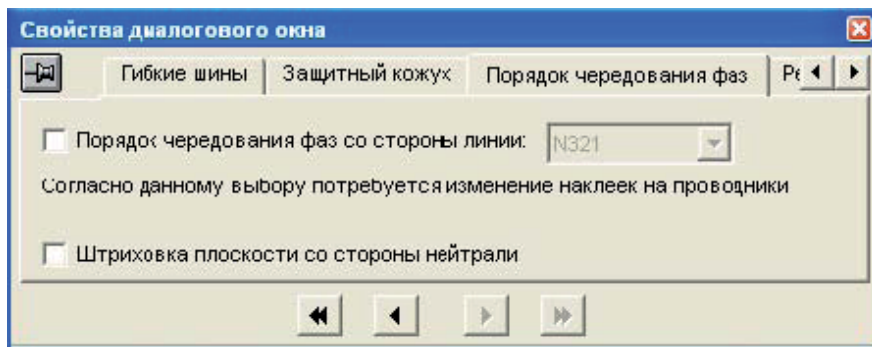 Свойства диалогового окна
Гибкие шины Защитный кожух Порядок чередования фаз Ре
Порядок чередования фаз со стороны линии: N321
Согласно данному выбору потребуется изменение наклеек на проводники
Штриховка плоскости со стороны нейтрали